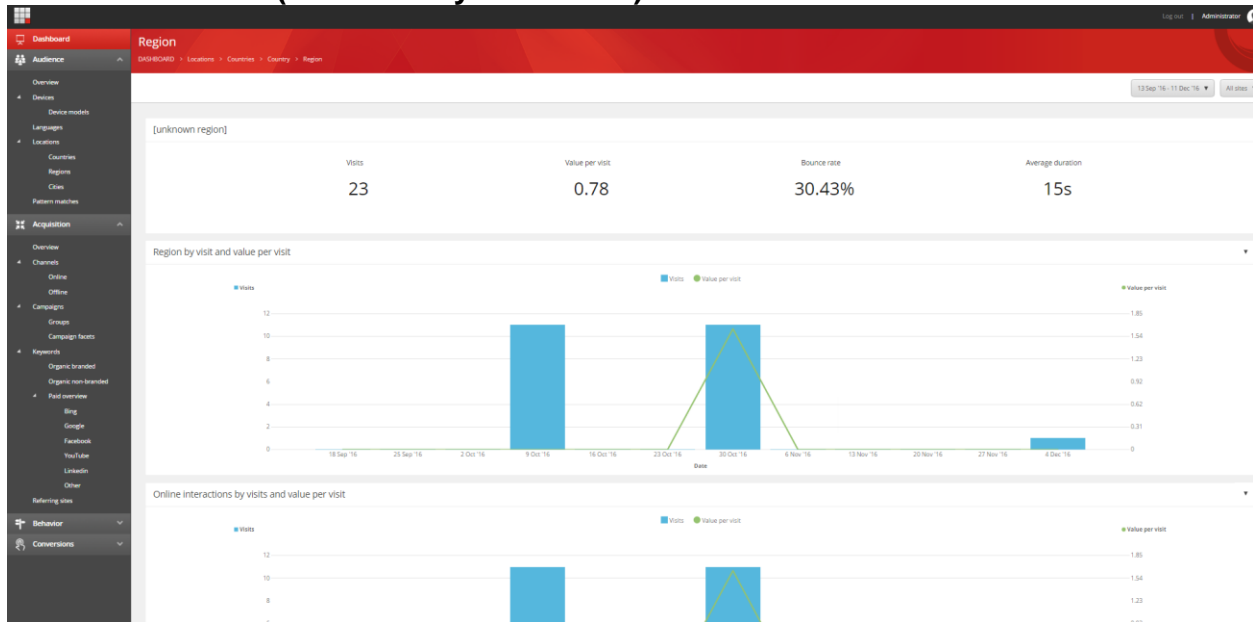 Log out | Administrator
Dashboard
Audience
Overview
Devices
Device models
Languages
Locations
Countries
Regions
Cities
Pattern matches
Acquisition
Overview
Channels
Online
Offline
Campaigns
Groups
Campaign facets
Keywords
Organic branded
Organic non-branded
Paid overview
Bing
Google
Facebook
YouTube
Linkedin
Other
Referring sites
Behavior
Conversions
Region
DASHBOARD > Locations > Countries > Country > Region
13 Sep '16 - 11 Dec '16 All sites
[unknown region]
Visits Value per visit Bounce rate Average duration
23 0.78 30.43% 15s
Region by visit and value per visit
Visits Value per visit
Visits Value per visit
12 1.85
10 1.54
8 1.23
6 0.92
4 0.62
2 0.31
0 0
18 Sep '16 25 Sep '16 2 Oct '16 9 Oct '16 16 Oct '16 23 Oct '16 30 Oct '16 6 Nov '16 13 Nov '16 20 Nov '16 27 Nov '16 4 Dec '16
Date
Online interactions by visits and value per visit
Visits Value per visit
Visits Value per visit
12 1.85
10 1.54
8 1.23